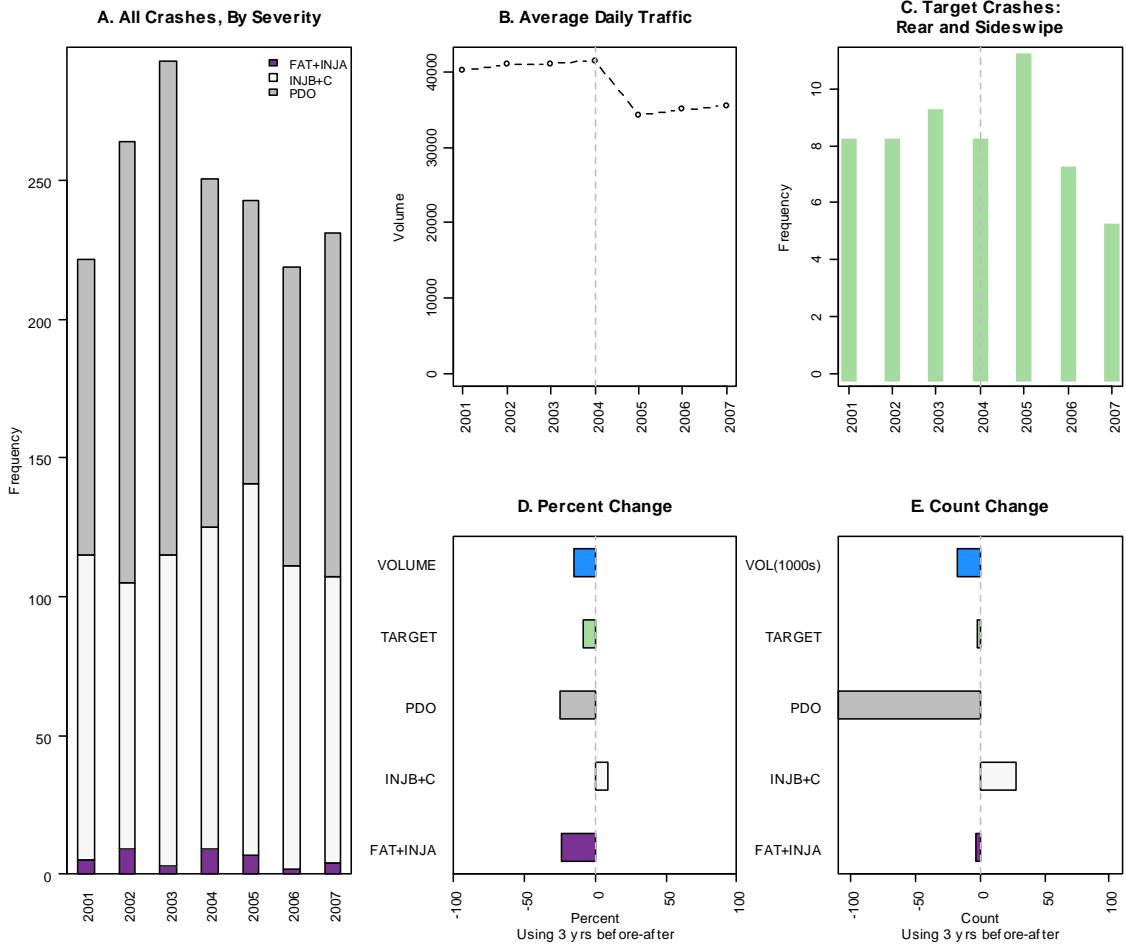 A. All Crashes, By Severity
FAT+INJA
INJB+C
PDO
Frequency
0
50
100
150
200
250
2001
2002
2003
2004
2005
2006
2007
B. Average Daily Traffic
Volume
0
10000
20000
30000
40000
2001
2002
2003
2004
2005
2006
2007
C. Target Crashes:
Rear and Sideswipe
Frequency
0
2
4
6
8
10
2001
2002
2003
2004
2005
2006
2007
D. Percent Change
VOLUME
TARGET
PDO
INJB+C
FAT+INJA
-100
-50
0
50
100
Percent
Using 3 yrs before-after
E. Count Change
VOL(1000s)
TARGET
PDO
INJB+C
FAT+INJA
-100
-50
0
50
100
Count
Using 3 yrs before-after